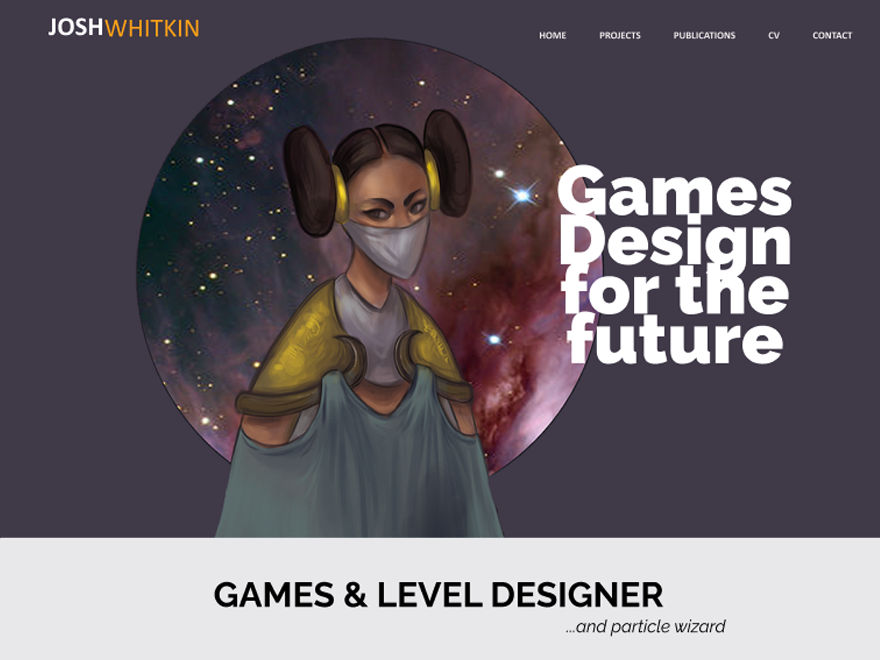 JOSHWHITKIN
HOME PROJECTS PUBLICATIONS CV CONTACT
Games
Design
for the
future
GAMES & LEVEL DESIGNER
...and particle wizard